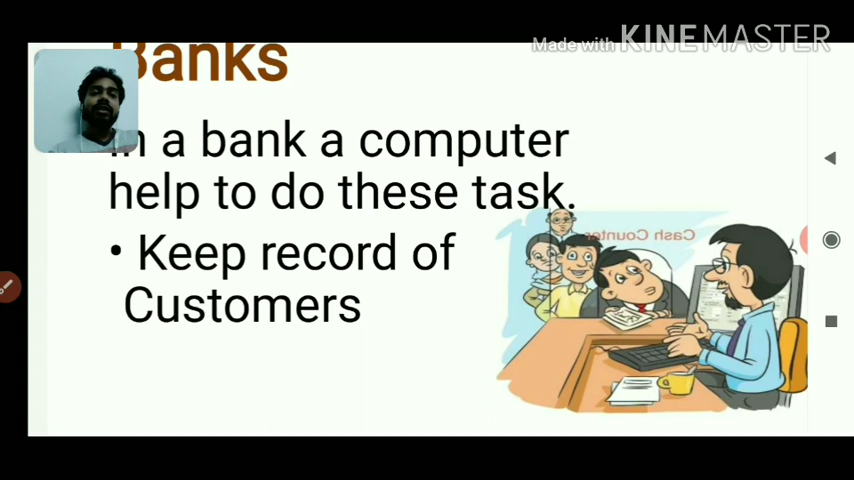 Made with KINEMASTER
Banks
In a bank a computer
help to do these task.
Cash Counter
• Keep record of
Customers